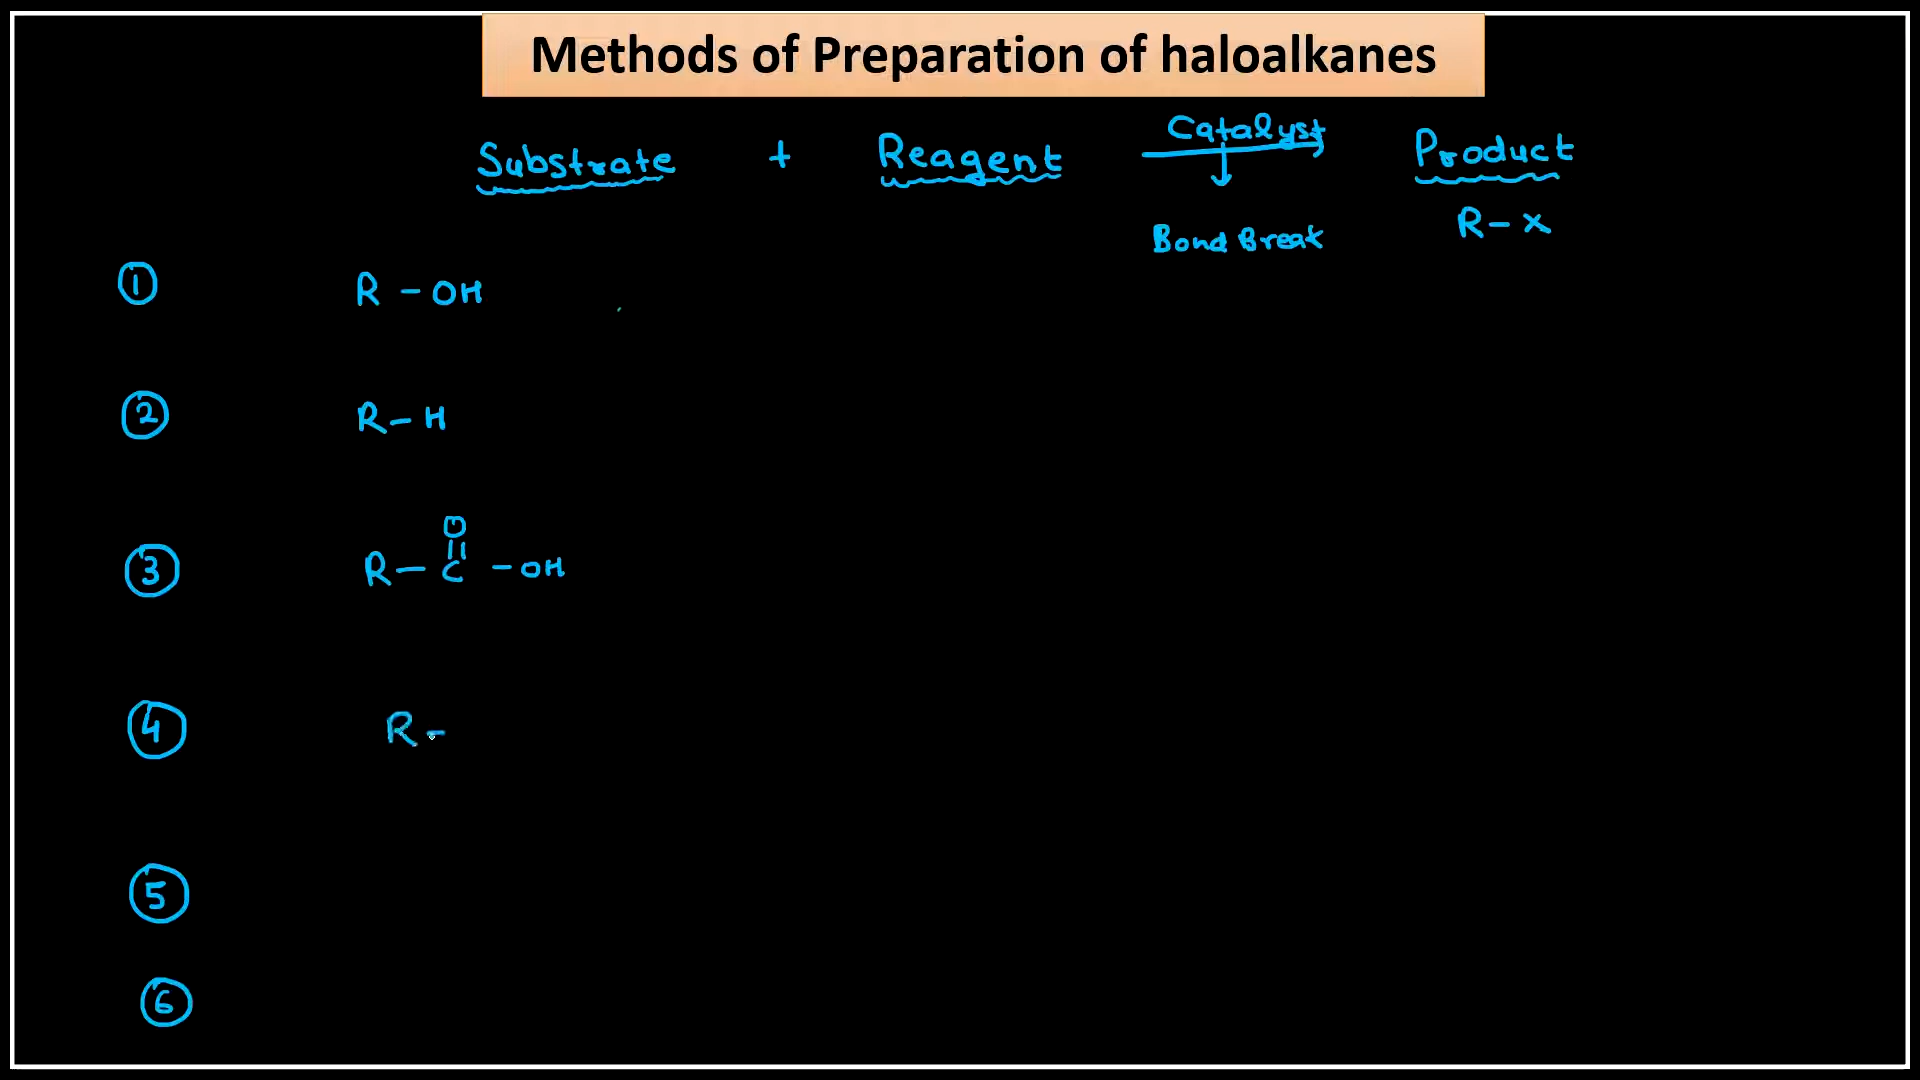 Methods of Preparation of haloalkanes
Substrate + Reagent Catalyst Product
Bond Break R - X
① R - OH
② R - H
O
||
③ R - C - OH
④ R -
⑤
⑥